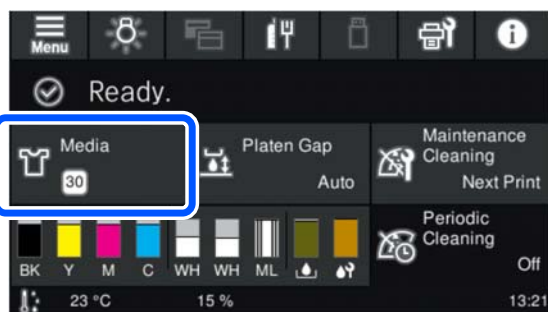 Menu
Ready.
Media
30
Platen Gap
Auto
Maintenance
Cleaning
Next Print
BK Y M C WH WH ML
Periodic
Cleaning
Off
23 °C 15 % 13:21